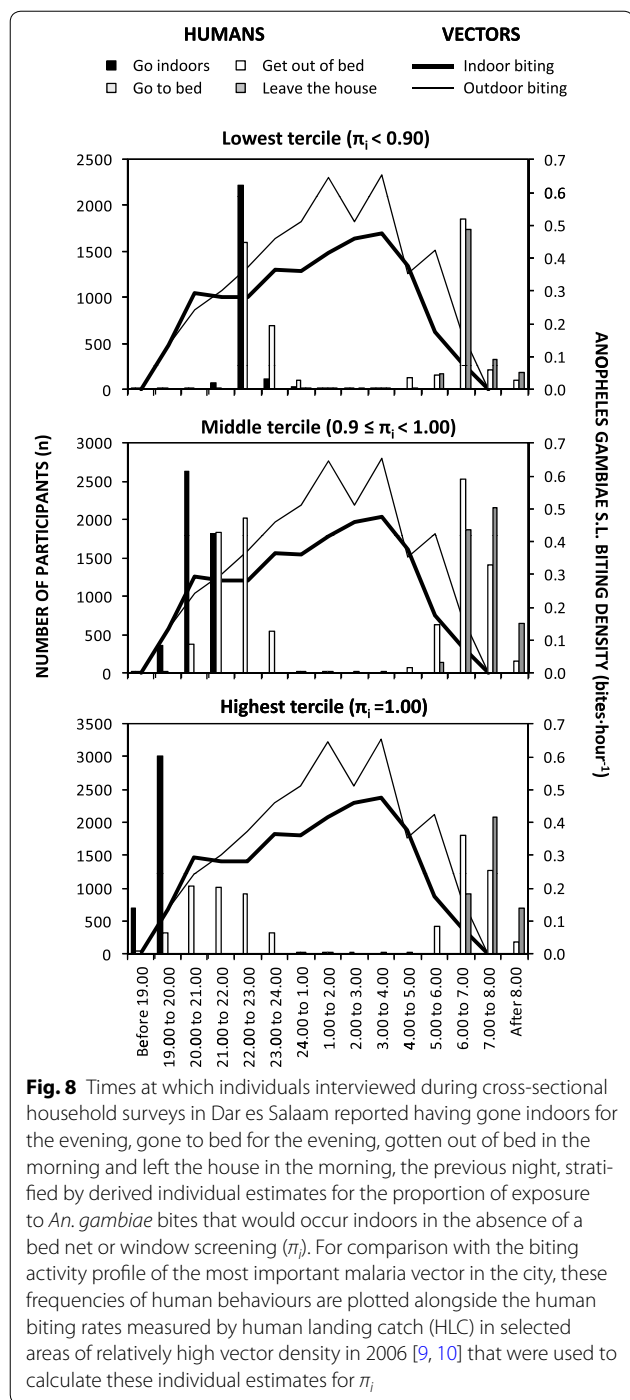 HUMANS VECTORS
Go indoors Get out of bed Indoor biting
Go to bed Leave the house Outdoor biting
Lowest tercile (πi < 0.90)
2500 0.7
2000 0.6
0.5
1500 0.4
1000 0.3
0.2
500 0.1
0 0.0
Middle tercile (0.9 ≤ πi < 1.00)
3000 0.7
2500 0.6
2000 0.5
1500 0.4
0.3
1000 0.2
500 0.1
0 0.0
Highest tercile (πi =1.00)
3500 0.7
3000 0.6
2500 0.5
2000 0.4
1500 0.3
1000 0.2
500 0.1
0 0.0
NUMBER OF PARTICIPANTS (n)
ANOPHELES GAMBIAE S.L. BITING DENSITY (bites·hour-1)
Before 19.00
19.00 to 20.00
20.00 to 21.00
21.00 to 22.00
22.00 to 23.00
23.00 to 24.00
24.00 to 1.00
1.00 to 2.00
2.00 to 3.00
3.00 to 4.00
4.00 to 5.00
5.00 to 6.00
6.00 to 7.00
7.00 to 8.00
After 8.00
Fig. 8 Times at which individuals interviewed during cross-sectional
household surveys in Dar es Salaam reported having gone indoors for
the evening, gone to bed for the evening, gotten out of bed in the
morning and left the house in the morning, the previous night, strati-
fied by derived individual estimates for the proportion of exposure
to An. gambiae bites that would occur indoors in the absence of a
bed net or window screening (πi). For comparison with the biting
activity profile of the most important malaria vector in the city, these
frequencies of human behaviours are plotted alongside the human
biting rates measured by human landing catch (HLC) in selected
areas of relatively high vector density in 2006 [9, 10] that were used to
calculate these individual estimates for πi